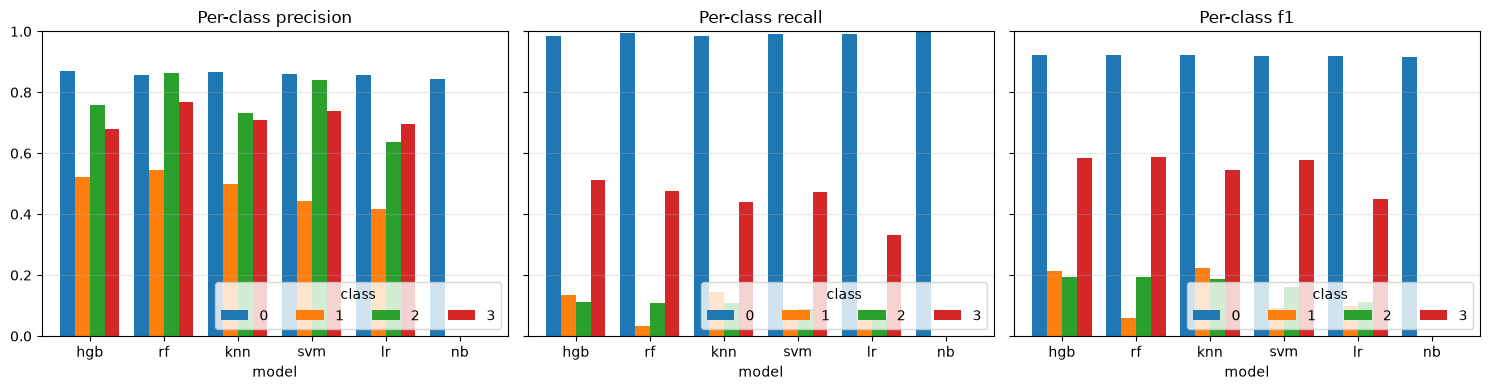 Per-class precision
Per-class recall
Per-class f1
1.0
0.8
0.6
0.4
0.2
0.0
class
0 1 2 3
class
0 1 2 3
class
0 1 2 3
hgb rf knn svm lr nb
hgb rf knn svm lr nb
hgb rf knn svm lr nb
model
model
model